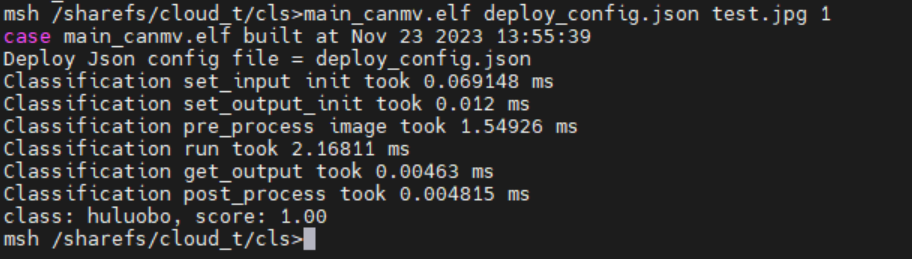 msh /sharefs/cloud_t/cls>main_canmv.elf deploy_config.json test.jpg 1
case main_canmv.elf built at Nov 23 2023 13:55:39
Deploy Json config file = deploy_config.json
Classification set_input init took 0.069148 ms
Classification set_output_init took 0.012 ms
Classification pre_process image took 1.54926 ms
Classification run took 2.16811 ms
Classification get_output took 0.00463 ms
Classification post_process took 0.004815 ms
class: huluobo, score: 1.00
msh /sharefs/cloud_t/cls>